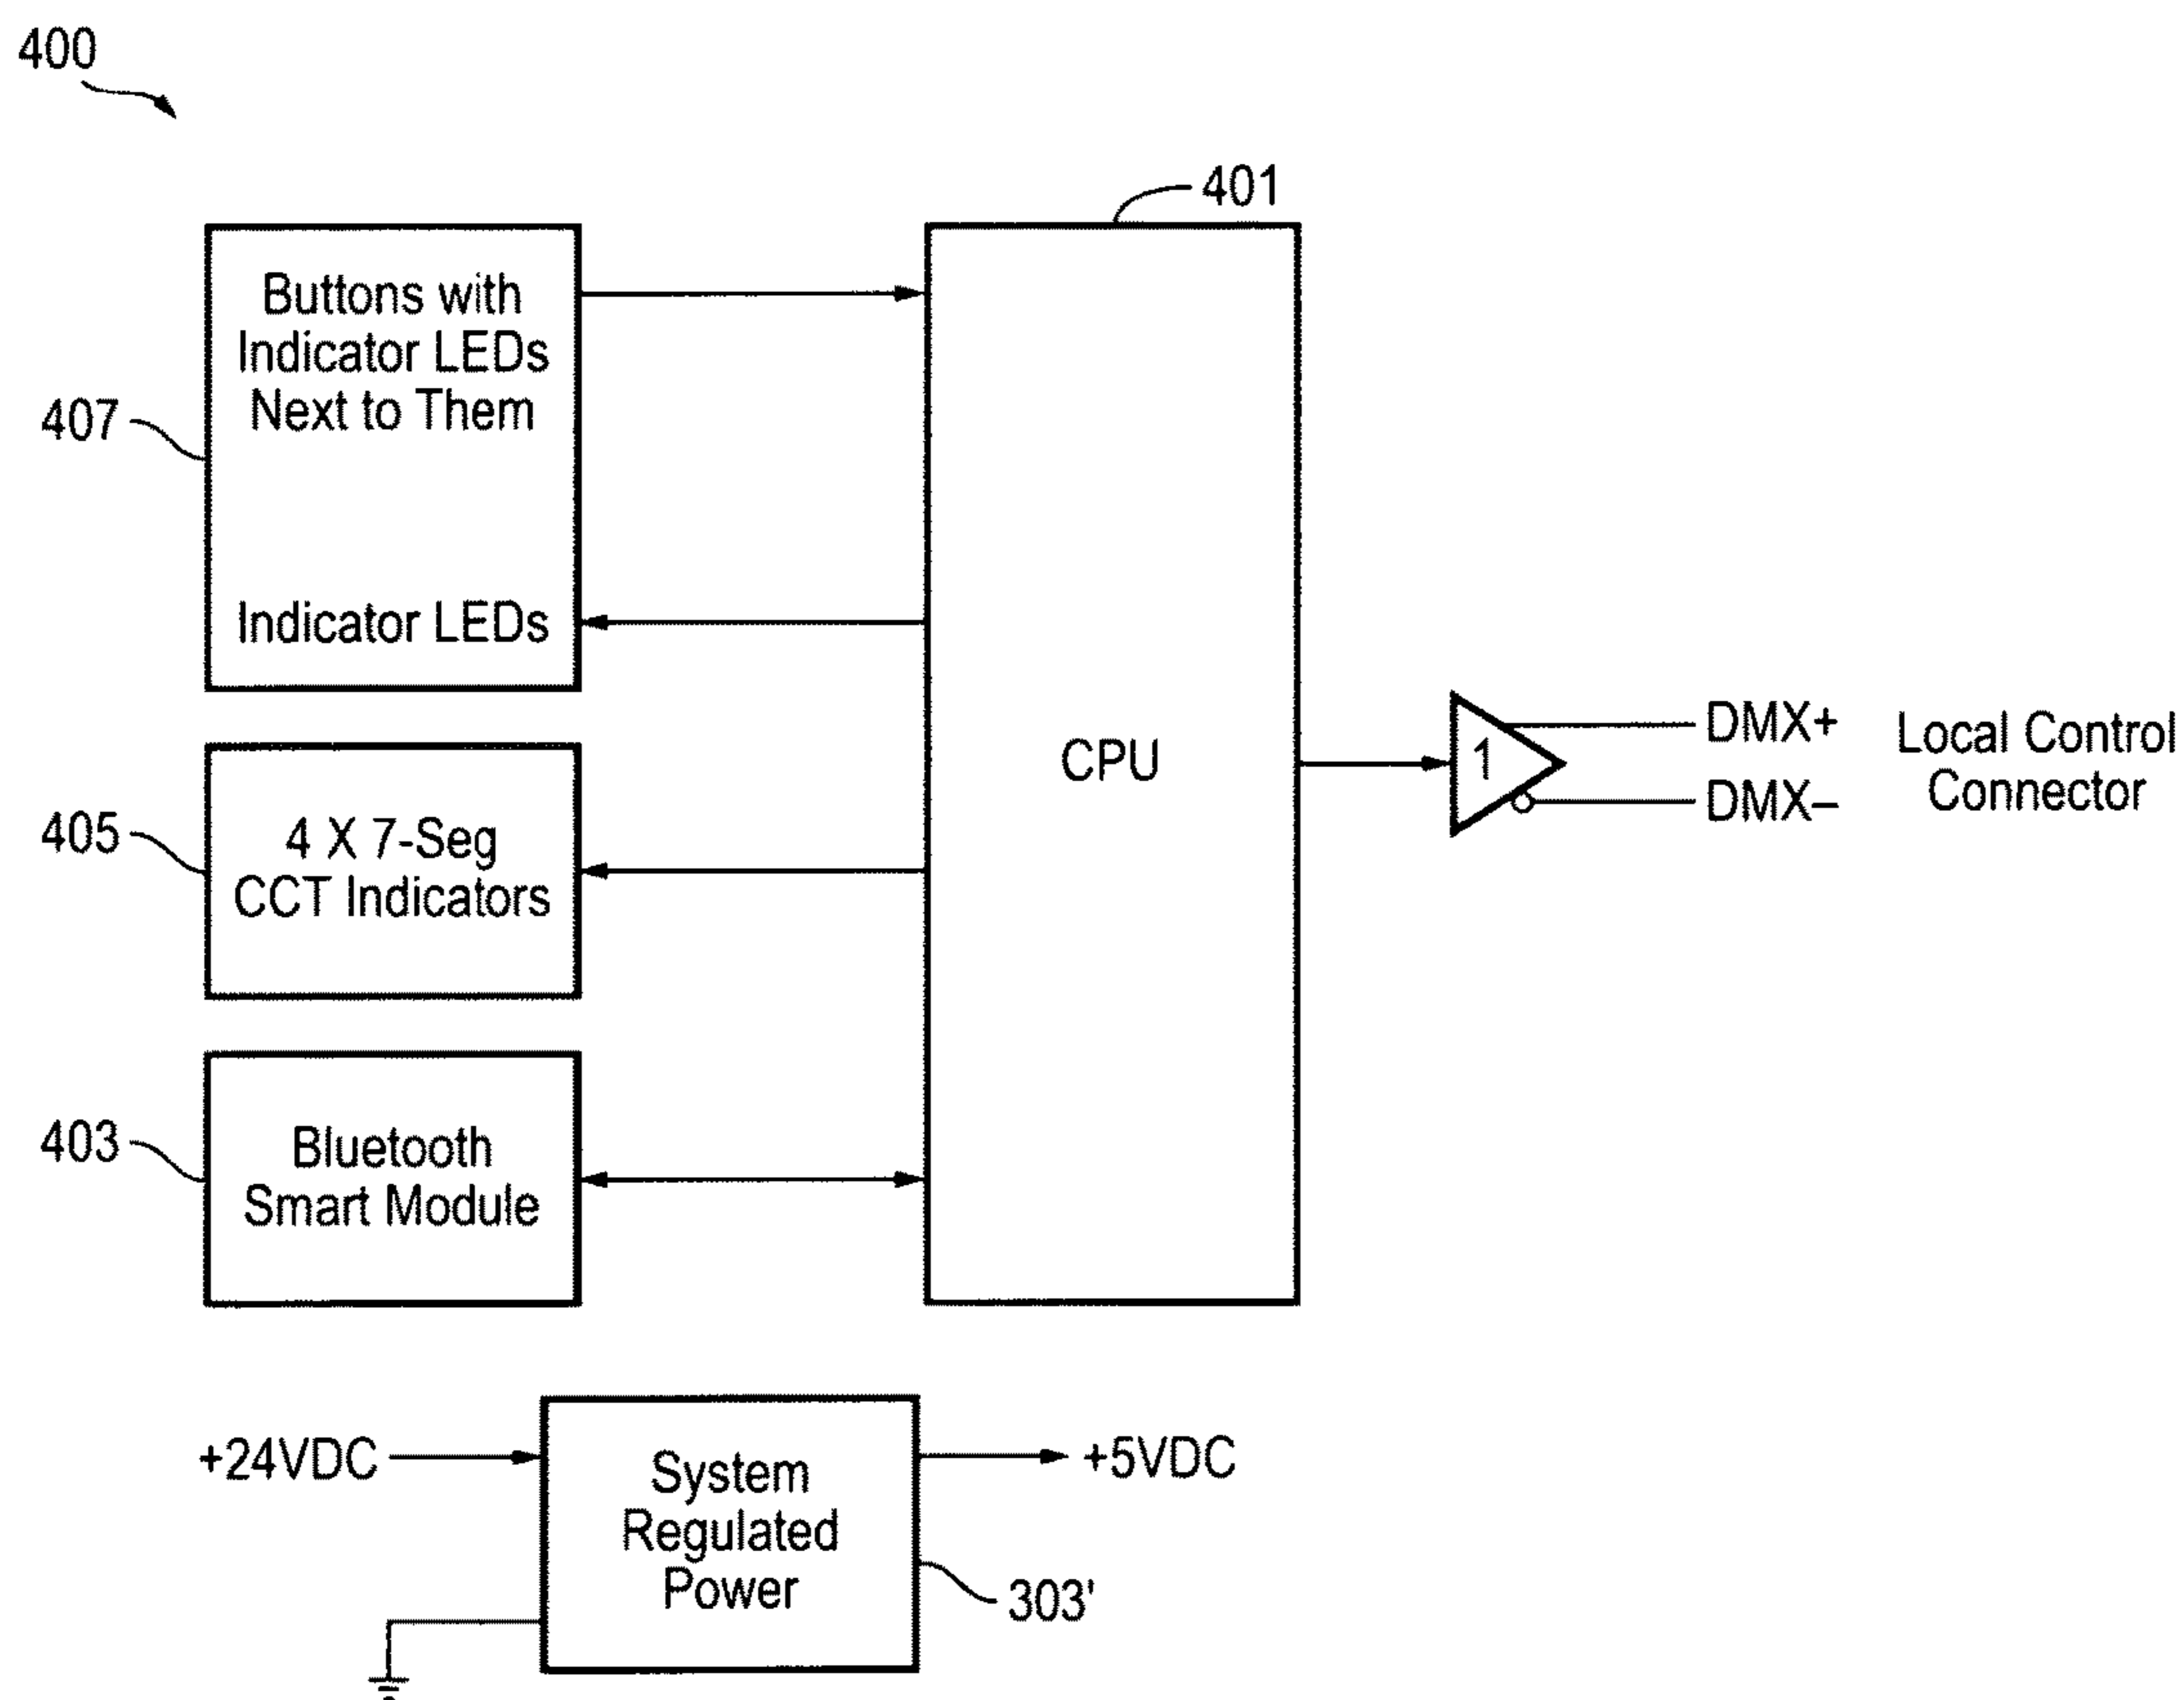 400
401
Buttons with
Indicator LEDs
Next to Them
407
Indicator LEDs
DMX+
Local Control
Connector
1
CPU
DMX–
405
4 X 7-Seg
CCT Indicators
403
Bluetooth
Smart Module
+24VDC
System
Regulated
Power
+5VDC
303'